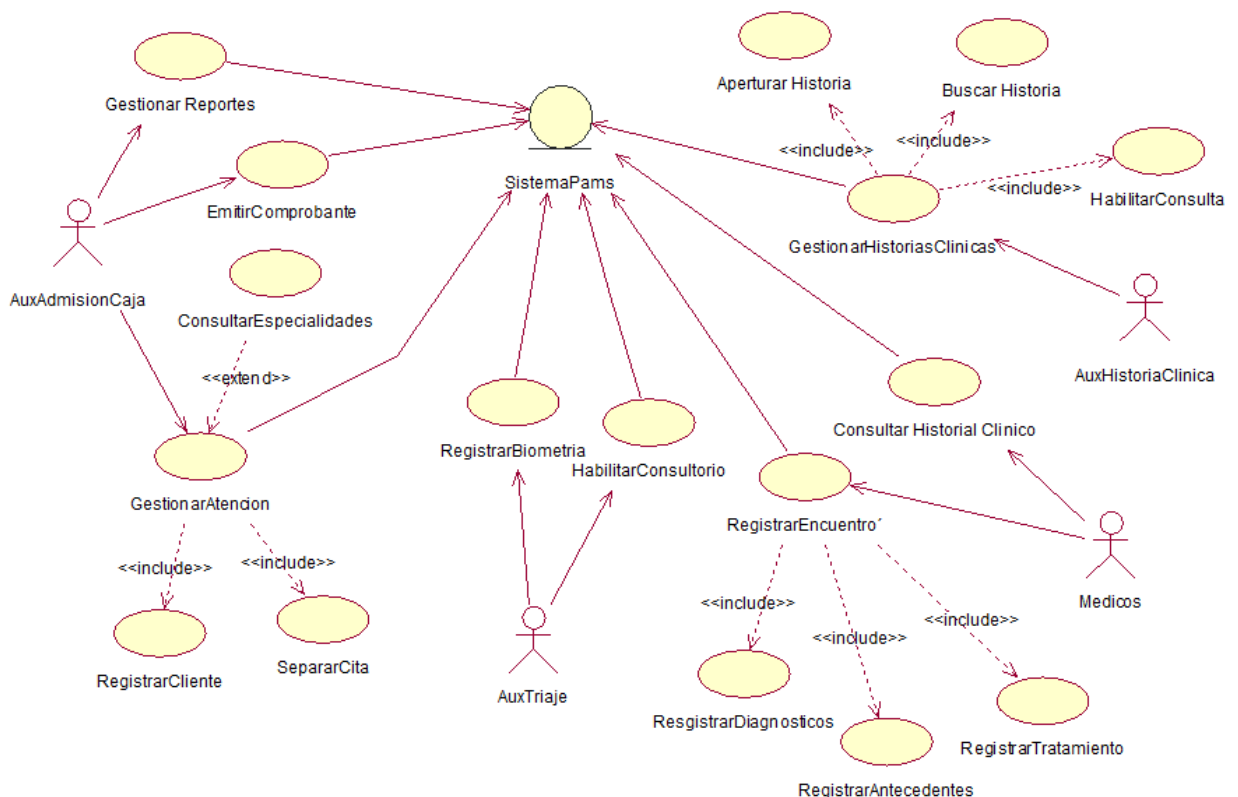 Gestionar Reportes
Aperturar Historia
Buscar Historia
<<include>>
<<include>>
<<include>>
HabilitarConsulta
SistemaPams
EmitirComprobante
GestionarHistoriasClinicas
AuxAdmisionCaja
ConsultarEspecialidades
<<extend>>
AuxHistoriaClinica
RegistrarBiometria
HabilitarConsultorio
Consultar Historial Clinico
GestionarAtencion
RegistrarEncuentro´
<<include>>
<<include>>
Medicos
<<include>>
<<include>>
<<include>>
RegistrarCliente
SepararCita
AuxTriaje
ResgistrarDiagnosticos
RegistrarTratamiento
RegistrarAntecedentes